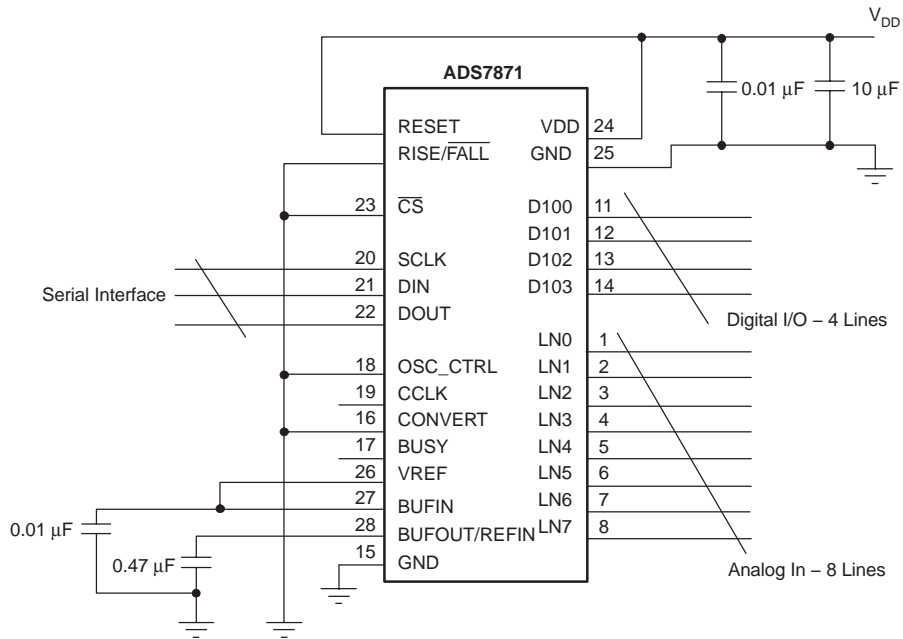 V_DD
ADS7871
0.01 µF
10 µF
RESET
VDD 24
RISE/FALL
GND 25
23 CS
D100 11
D101 12
20 SCLK
D102 13
21 DIN
D103 14
Serial Interface
22 DOUT
Digital I/O – 4 Lines
LN0 1
18 OSC_CTRL
LN1 2
19 CCLK
LN2 3
16 CONVERT
LN3 4
17 BUSY
LN4 5
26 VREF
LN5 6
27 BUFIN
LN6 7
0.01 µF
28 BUFOUT/REFIN
LN7 8
0.47 µF
15 GND
Analog In – 8 Lines